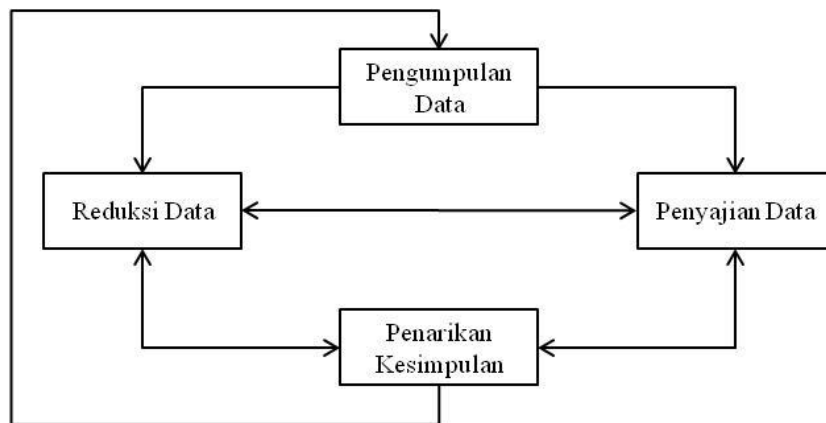 Pengumpulan
Data
Reduksi Data
Penyajian Data
Penarikan
Kesimpulan